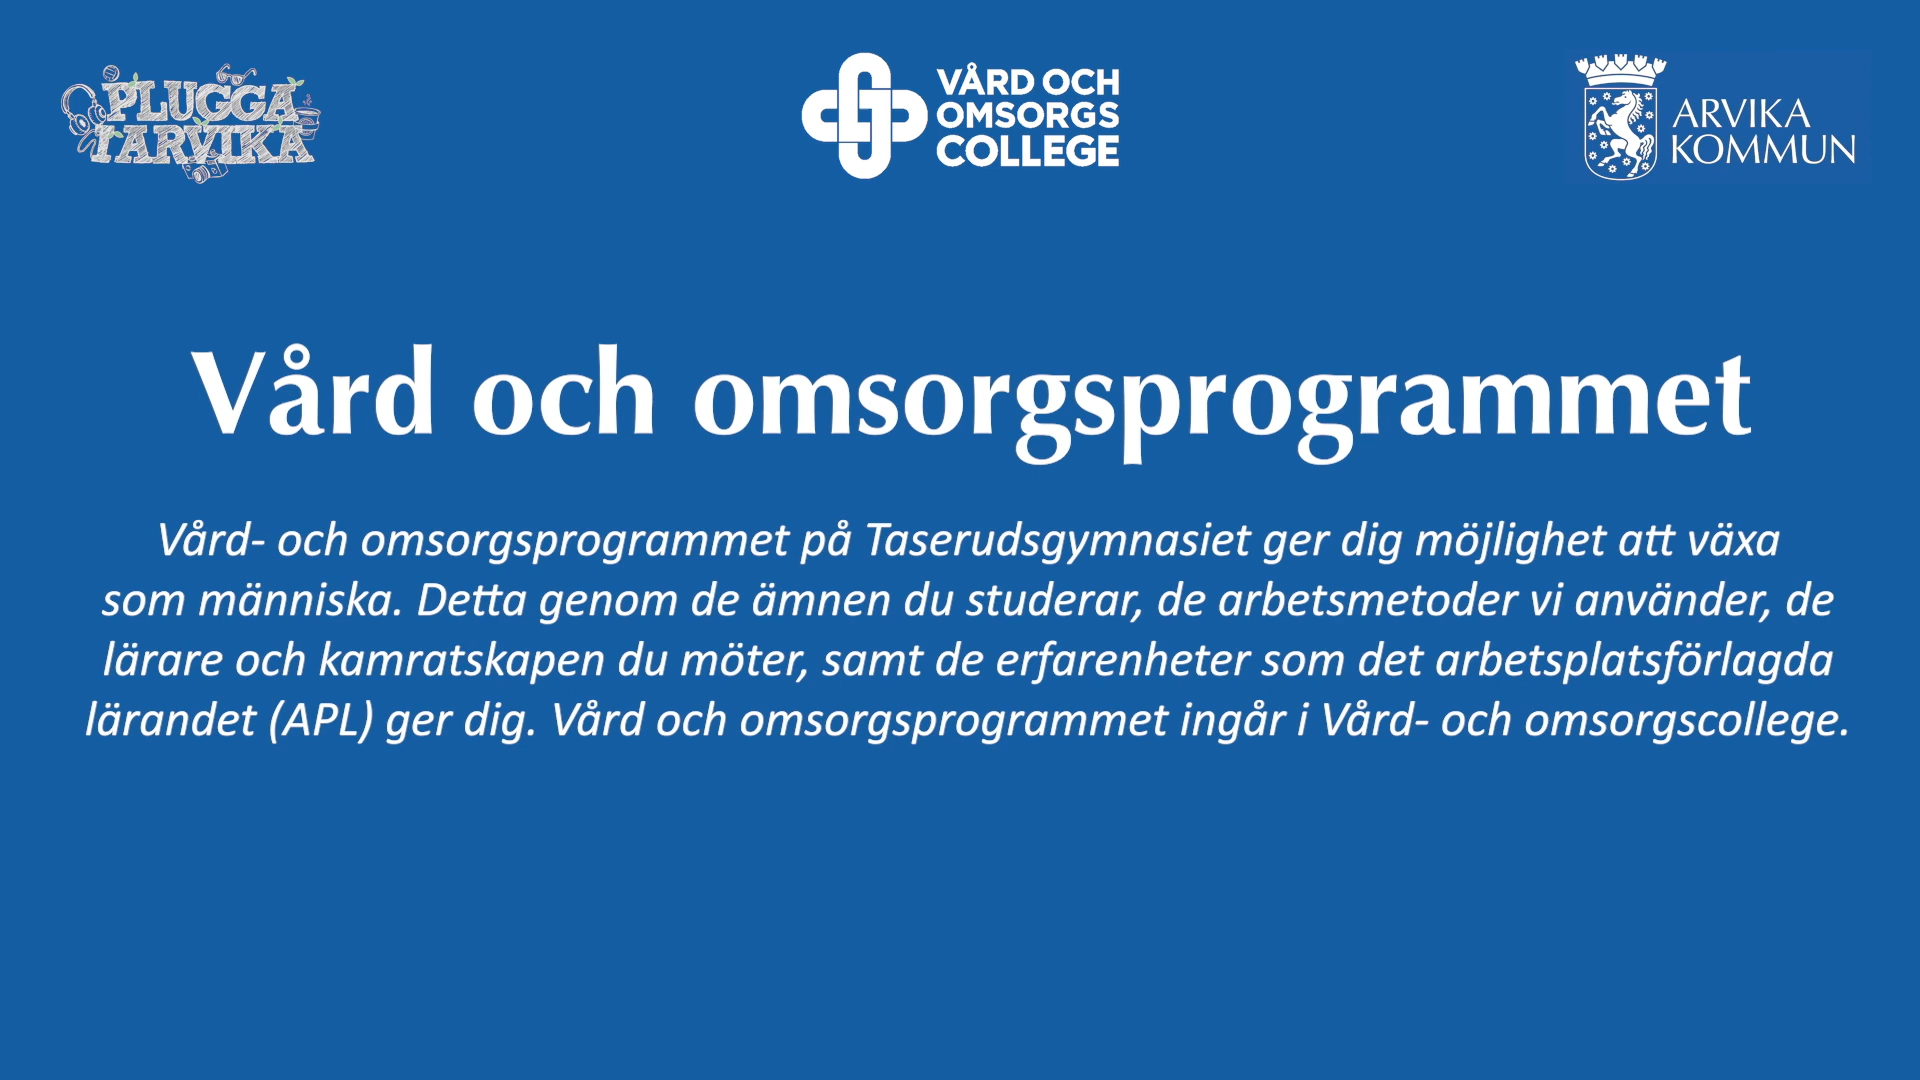 PLUGGA
I ARVIKA
VÅRD OCH
OMSORGS
COLLEGE
ARVIKA
KOMMUN
Vård och omsorgsprogrammet
Vård- och omsorgsprogrammet på Taserudsgymnasiet ger dig möjlighet att växa
som människa. Detta genom de ämnen du studerar, de arbetsmetoder vi använder, de
lärare och kamratskapen du möter, samt de erfarenheter som det arbetsplatsförlagda
lärandet (APL) ger dig. Vård och omsorgsprogrammet ingår i Vård- och omsorgscollege.